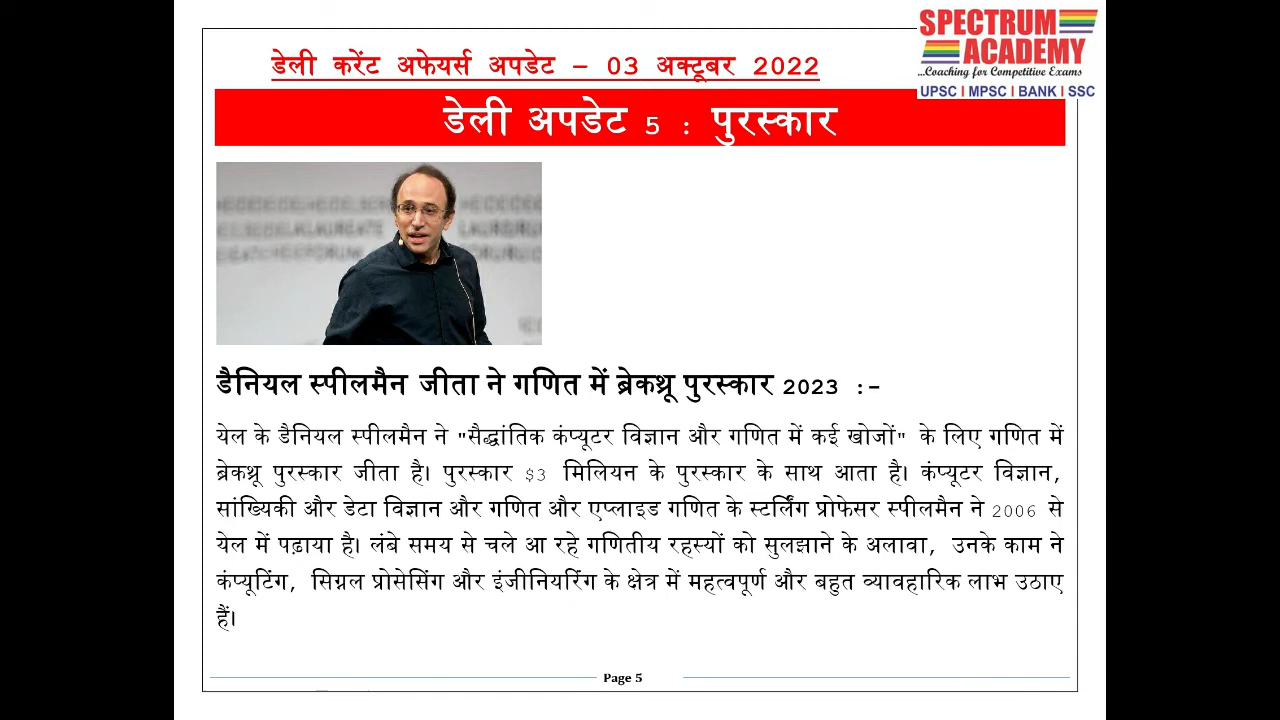 SPECTRUM
ACADEMY
...Coaching for Competitive Exams
UPSC | MPSC | BANK | SSC
डेली करेंट अफेयर्स अपडेट – 03 अक्टूबर 2022
डेली अपडेट 5 : पुरस्कार
डैनियल स्पीलमैन जीता ने गणित में ब्रेकथ्रू पुरस्कार 2023 :-
येल के डैनियल स्पीलमैन ने "सैद्धांतिक कंप्यूटर विज्ञान और गणित में कई खोजों" के लिए गणित में
ब्रेकथ्रू पुरस्कार जीता है। पुरस्कार $3 मिलियन के पुरस्कार के साथ आता है। कंप्यूटर विज्ञान,
सांख्यिकी और डेटा विज्ञान और गणित और एप्लाइड गणित के स्टर्लिंग प्रोफेसर स्पीलमैन ने 2006 से
येल में पढ़ाया है। लंबे समय से चले आ रहे गणितीय रहस्यों को सुलझाने के अलावा, उनके काम ने
कंप्यूटिंग, सिग्नल प्रोसेसिंग और इंजीनियरिंग के क्षेत्र में महत्वपूर्ण और बहुत व्यावहारिक लाभ उठाए
हैं।
Page 5